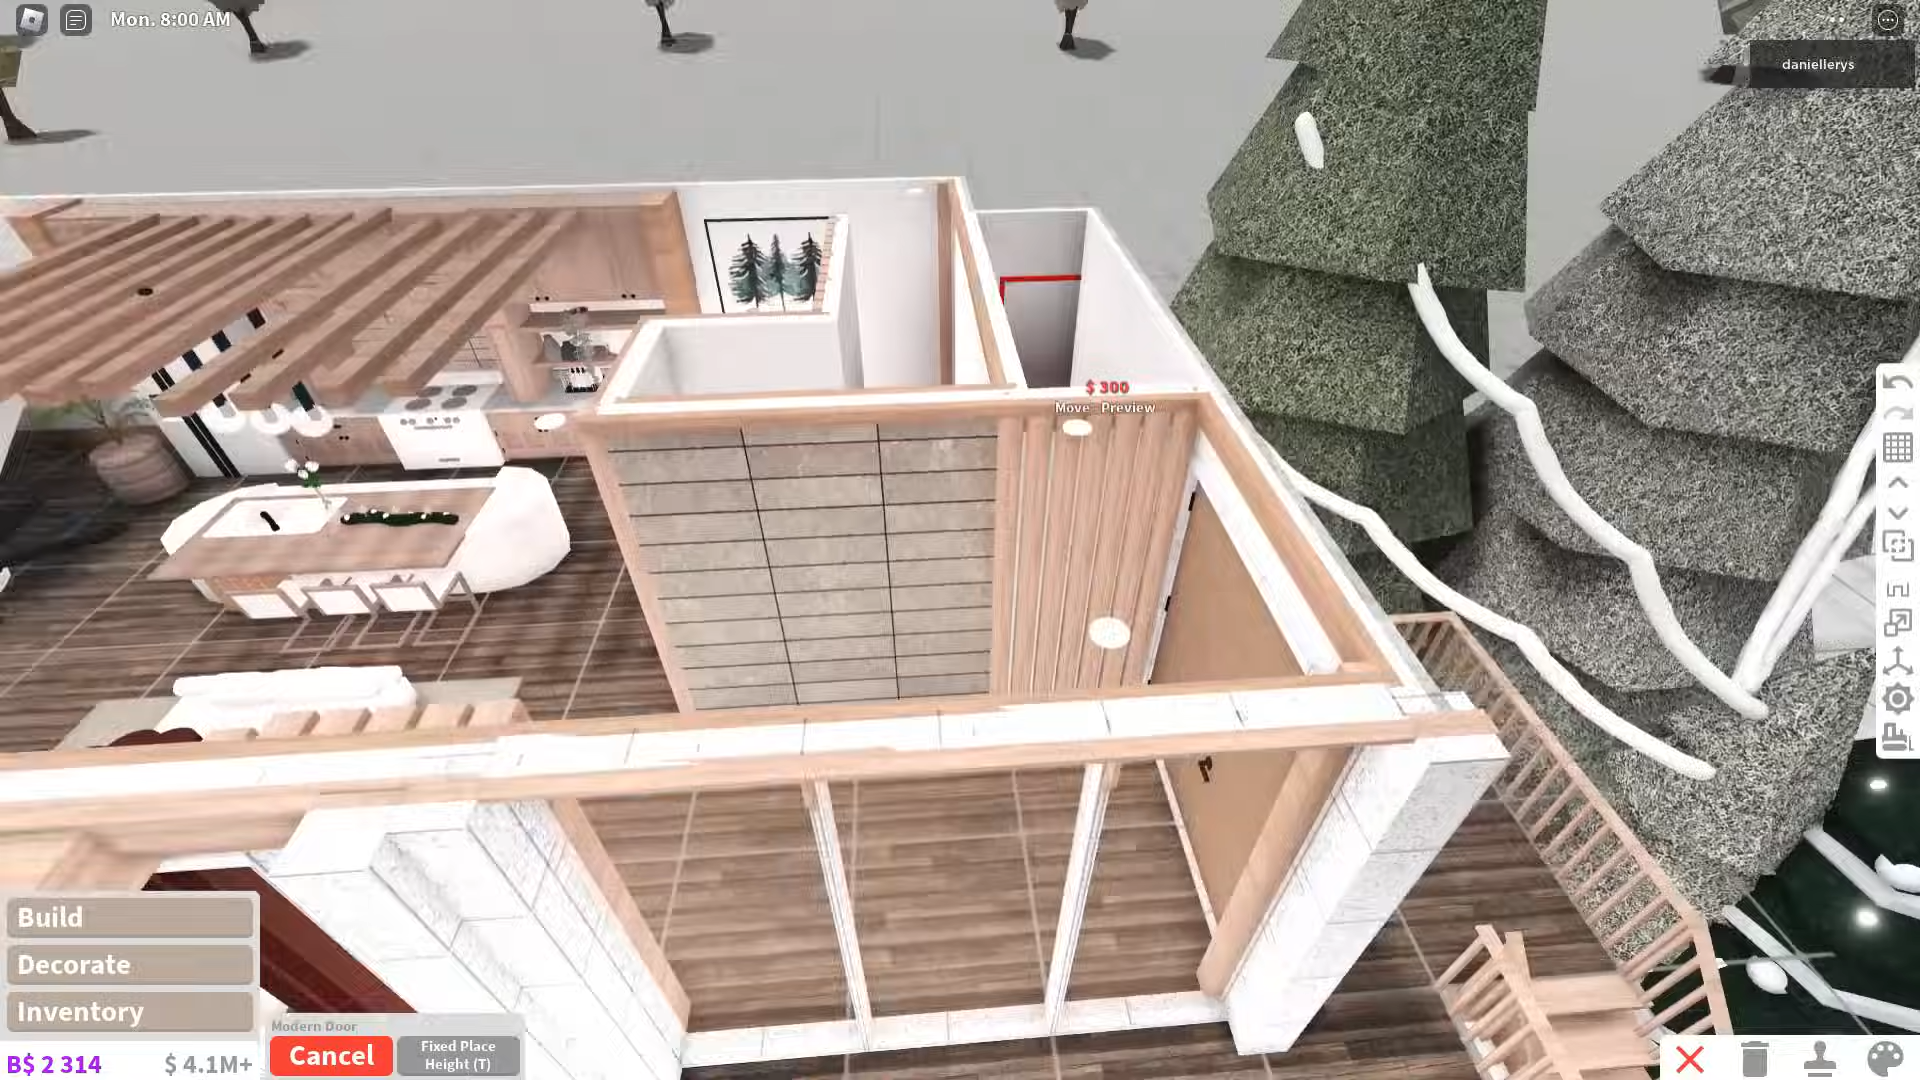 Mon. 8:00 AM
daniellerys
$ 300
Move - Preview
Build
Decorate
Inventory
Modern Door
Cancel
Fixed Place
Height (T)
B$ 2 314
$ 4.1M+